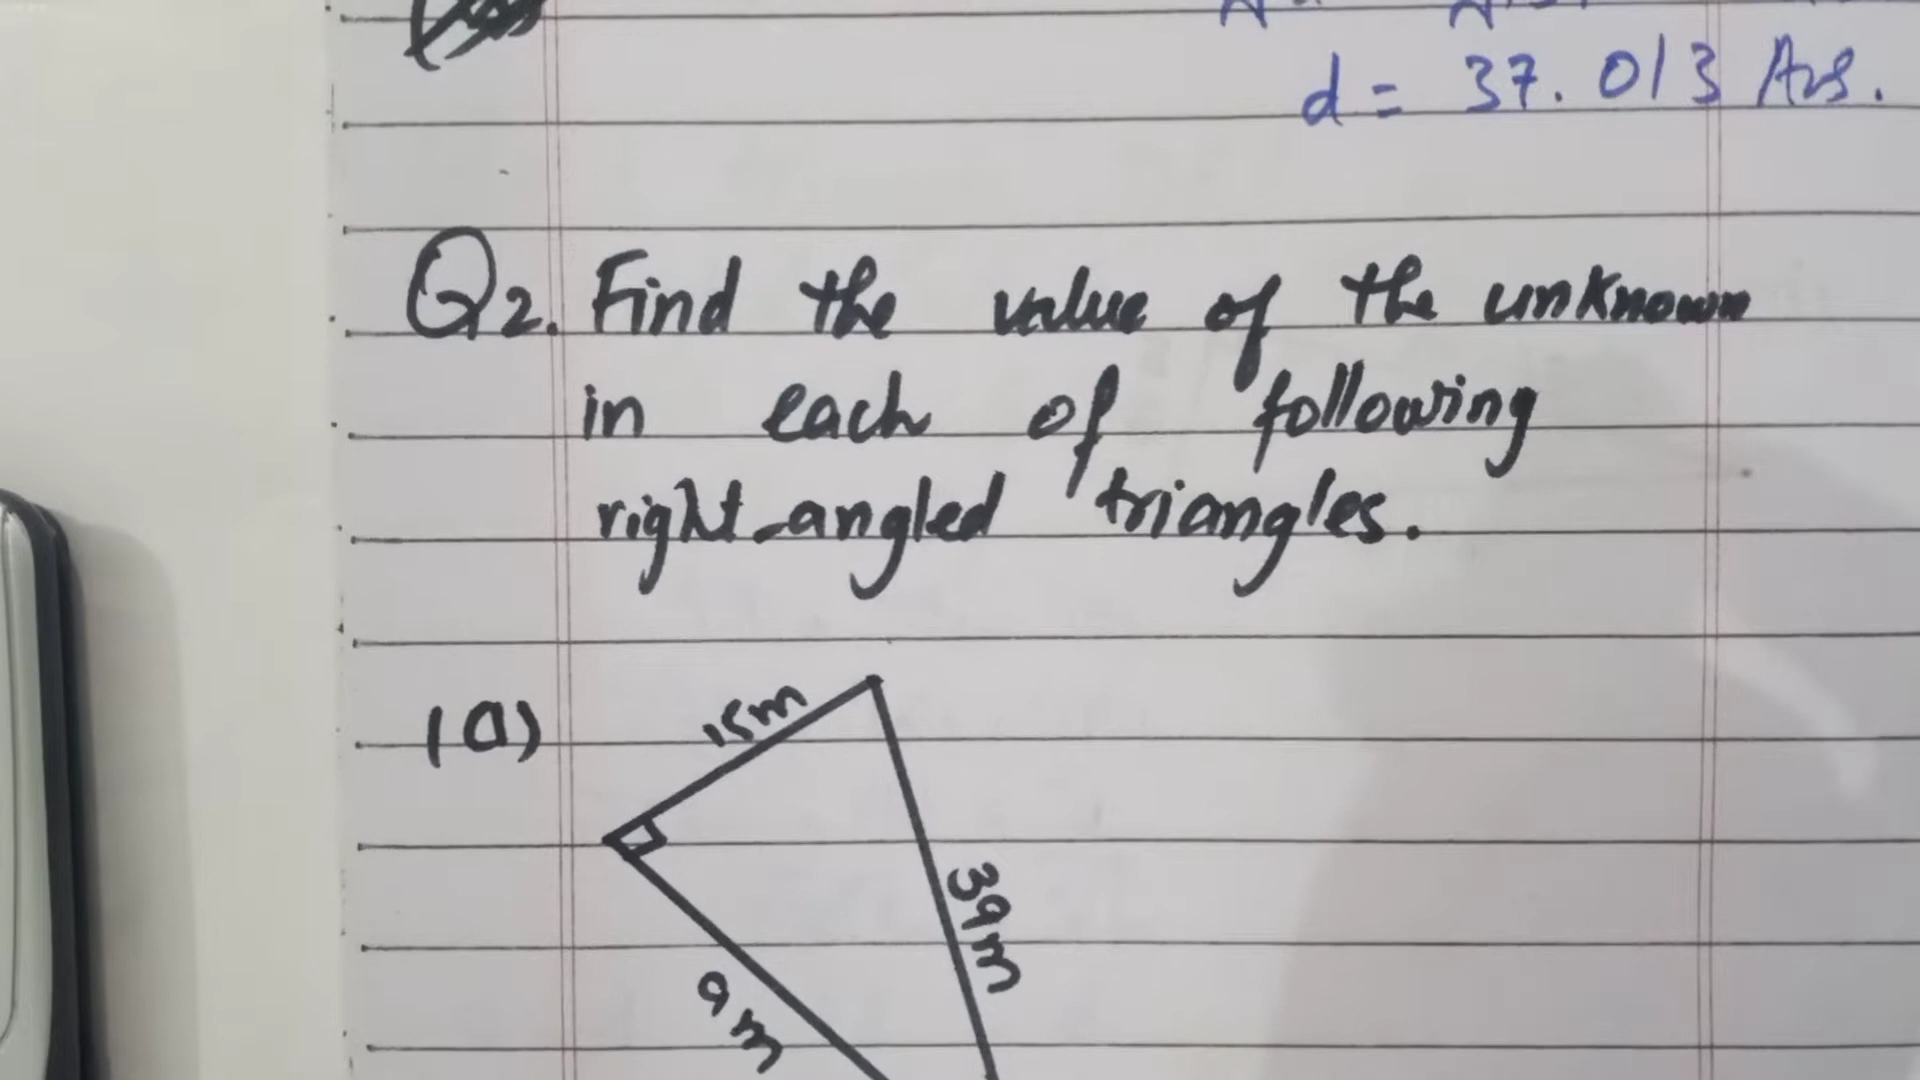 d = 37.013 Ans.
Q2. Find the value of the unknown
in each of following
right-angled triangles.
(a)
15m
39m
a m